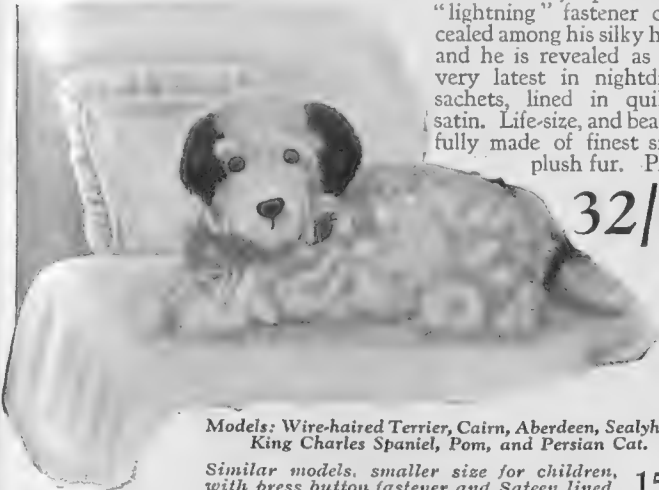 "lightning" fastener c
cealed among his silky h
and he is revealed as
very latest in nightd
sachets, lined in qui
satin. Life-size, and bea
fully made of finest si
plush fur. P
32/
Models: Wire-haired Terrier, Cairn, Aberdeen, Sealyh
King Charles Spaniel, Pom, and Persian Cat.
Similar models, smaller size for children,
with press button fastener and Sateen lined